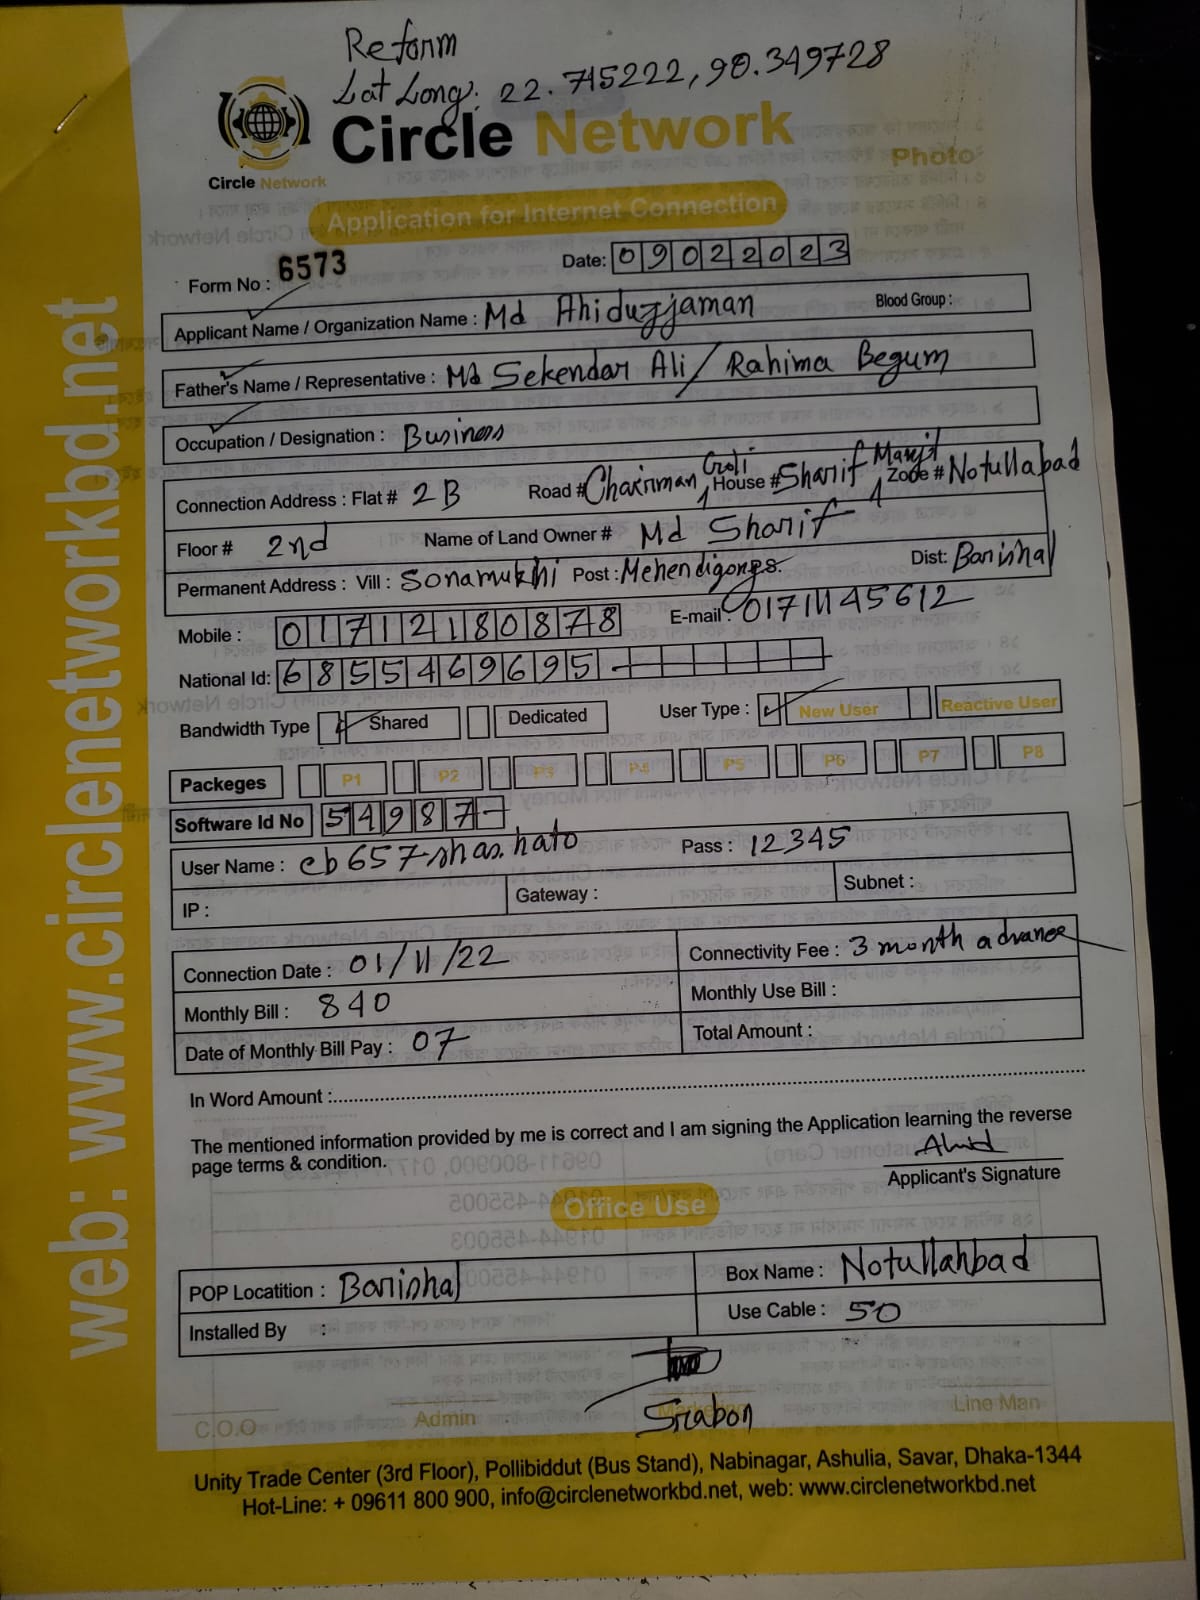 Reform
Lat Long: 22.715222, 90.349728
Circle Network
Circle Network
Photo
Application for Internet Connection
Form No : 6573
Date: 09022023
Applicant Name / Organization Name : Md Ahiduzjaman Blood Group :
Father's Name / Representative : Md Sekendar Ali / Rahima Begum
Occupation / Designation : Business
Connection Address : Flat # 2B Road # Chairman Goli House # Sharif Manjil Zone # Notullabad
Floor # 2nd Name of Land Owner # Md Sharif
Permanent Address : Vill : Sonamukhi Post : Mehendigongs. Dist: Barishal
Mobile : 01712180878 E-mail : 01711145612
National Id: 6855469695
Bandwidth Type Shared Dedicated User Type : New User Reactive User
Packeges P1 P2 P3 P4 P5 P6 P7 P8
Software Id No 54987-
User Name : cb657 Pass : 12345
IP : Gateway : Subnet :
Connection Date : 01/11/22 Connectivity Fee : 3 month advance
Monthly Bill : 840 Monthly Use Bill :
Date of Monthly Bill Pay : 07 Total Amount :
In Word Amount :
The mentioned information provided by me is correct and I am signing the Application learning the reverse
page terms & condition.
Ahid
Applicant's Signature
Office Use
POP Locatition : Barishal Box Name : Notullahbad
Installed By : Use Cable : 50
Srabon
C.O.O Admin Marketing Line Man
Unity Trade Center (3rd Floor), Pollibiddut (Bus Stand), Nabinagar, Ashulia, Savar, Dhaka-1344
Hot-Line: + 09611 800 900, info@circlenetworkbd.net, web: www.circlenetworkbd.net
web: www.circlenetworkbd.net